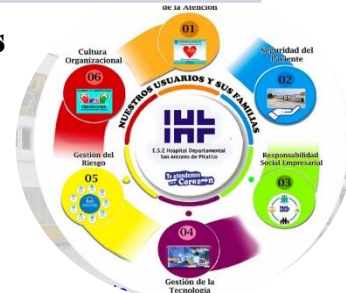 s
de la Atención
01
Cultura
Organizacional
06
Seguridad del
Paciente
02
NUESTROS USUARIOS Y SUS FAMILIAS
E.S.E Hospital Departamental
San Antonio de Pitalito
Te atendemos
con Corazón
Gestión del
Riesgo
05
Responsabilidad
Social Empresarial
03
04
Gestión de la
Tecnología